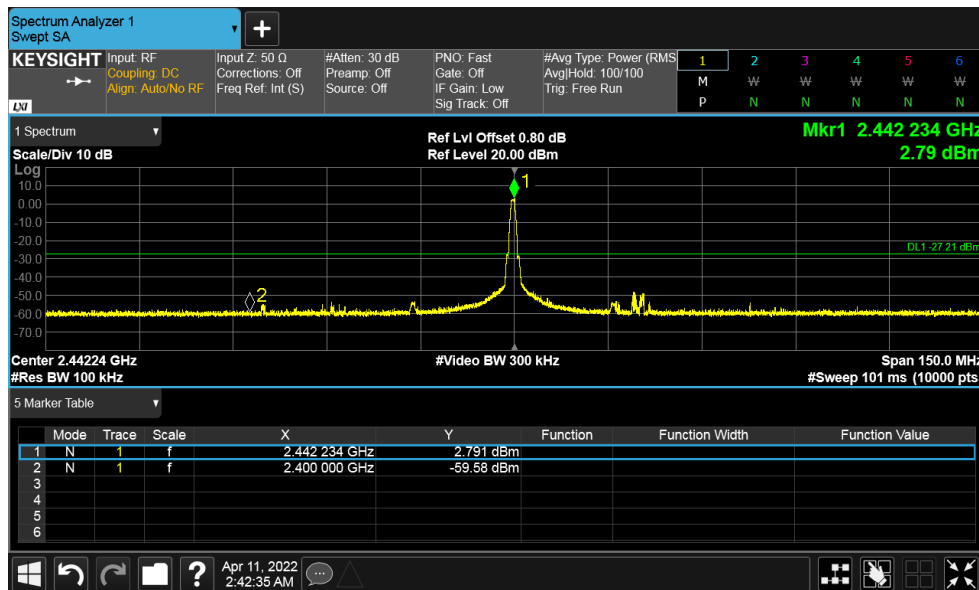 Spectrum Analyzer 1
Swept SA
+
KEYSIGHT
Input: RF
Coupling: DC
Align: Auto/No RF
Input Z: 50 Ω
Corrections: Off
Freq Ref: Int (S)
#Atten: 30 dB
Preamp: Off
Source: Off
PNO: Fast
Gate: Off
IF Gain: Low
Sig Track: Off
#Avg Type: Power (RMS
Avg|Hold: 100/100
Trig: Free Run
1 2 3 4 5 6
M W W W W W
P N N N N N
LXI
1 Spectrum
Scale/Div 10 dB
Ref Lvl Offset 0.80 dB
Ref Level 20.00 dBm
Mkr1 2.442 234 GHz
2.79 dBm
Log
10.0
0.00
-10.0
-20.0
-30.0
-40.0
-50.0
-60.0
-70.0
1
2
DL1 -27.21 dBm
Center 2.44224 GHz
#Res BW 100 kHz
#Video BW 300 kHz
Span 150.0 MHz
#Sweep 101 ms (10000 pts
5 Marker Table
Mode Trace Scale X Y Function Function Width Function Value
1 N 1 f 2.442 234 GHz 2.791 dBm
2 N 1 f 2.400 000 GHz -59.58 dBm
3
4
5
6
?
Apr 11, 2022
2:42:35 AM